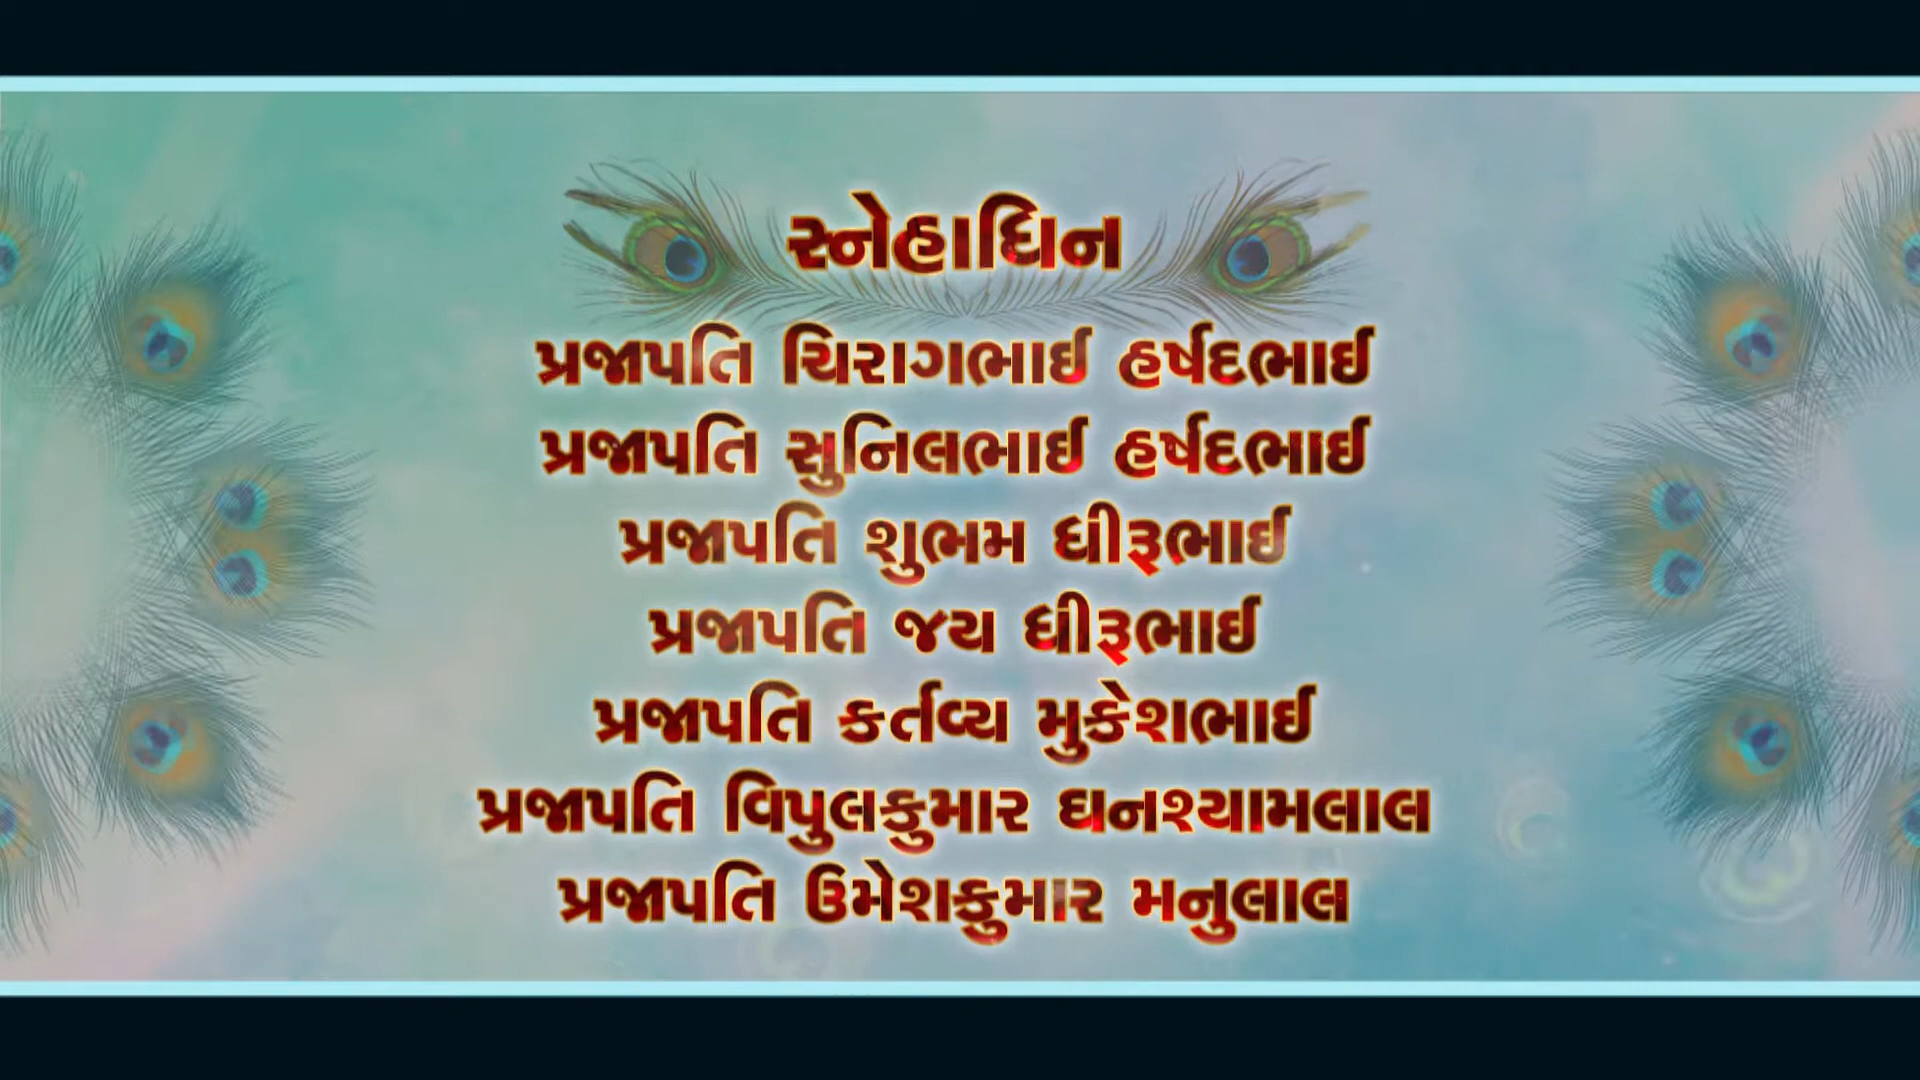 સ્નેહાધિન
પ્રજાપતિ ચિરાગભાઈ હર્ષદભાઈ
પ્રજાપતિ સુનિલભાઈ હર્ષદભાઈ
પ્રજાપતિ શુભમ ધીરૂભાઈ
પ્રજાપતિ જય ધીરૂભાઈ
પ્રજાપતિ કર્તવ્ય મુકેશભાઈ
પ્રજાપતિ વિપુલકુમાર ઘનશ્યામલાલ
પ્રજાપતિ ઉમેશકુમાર મનુલાલ